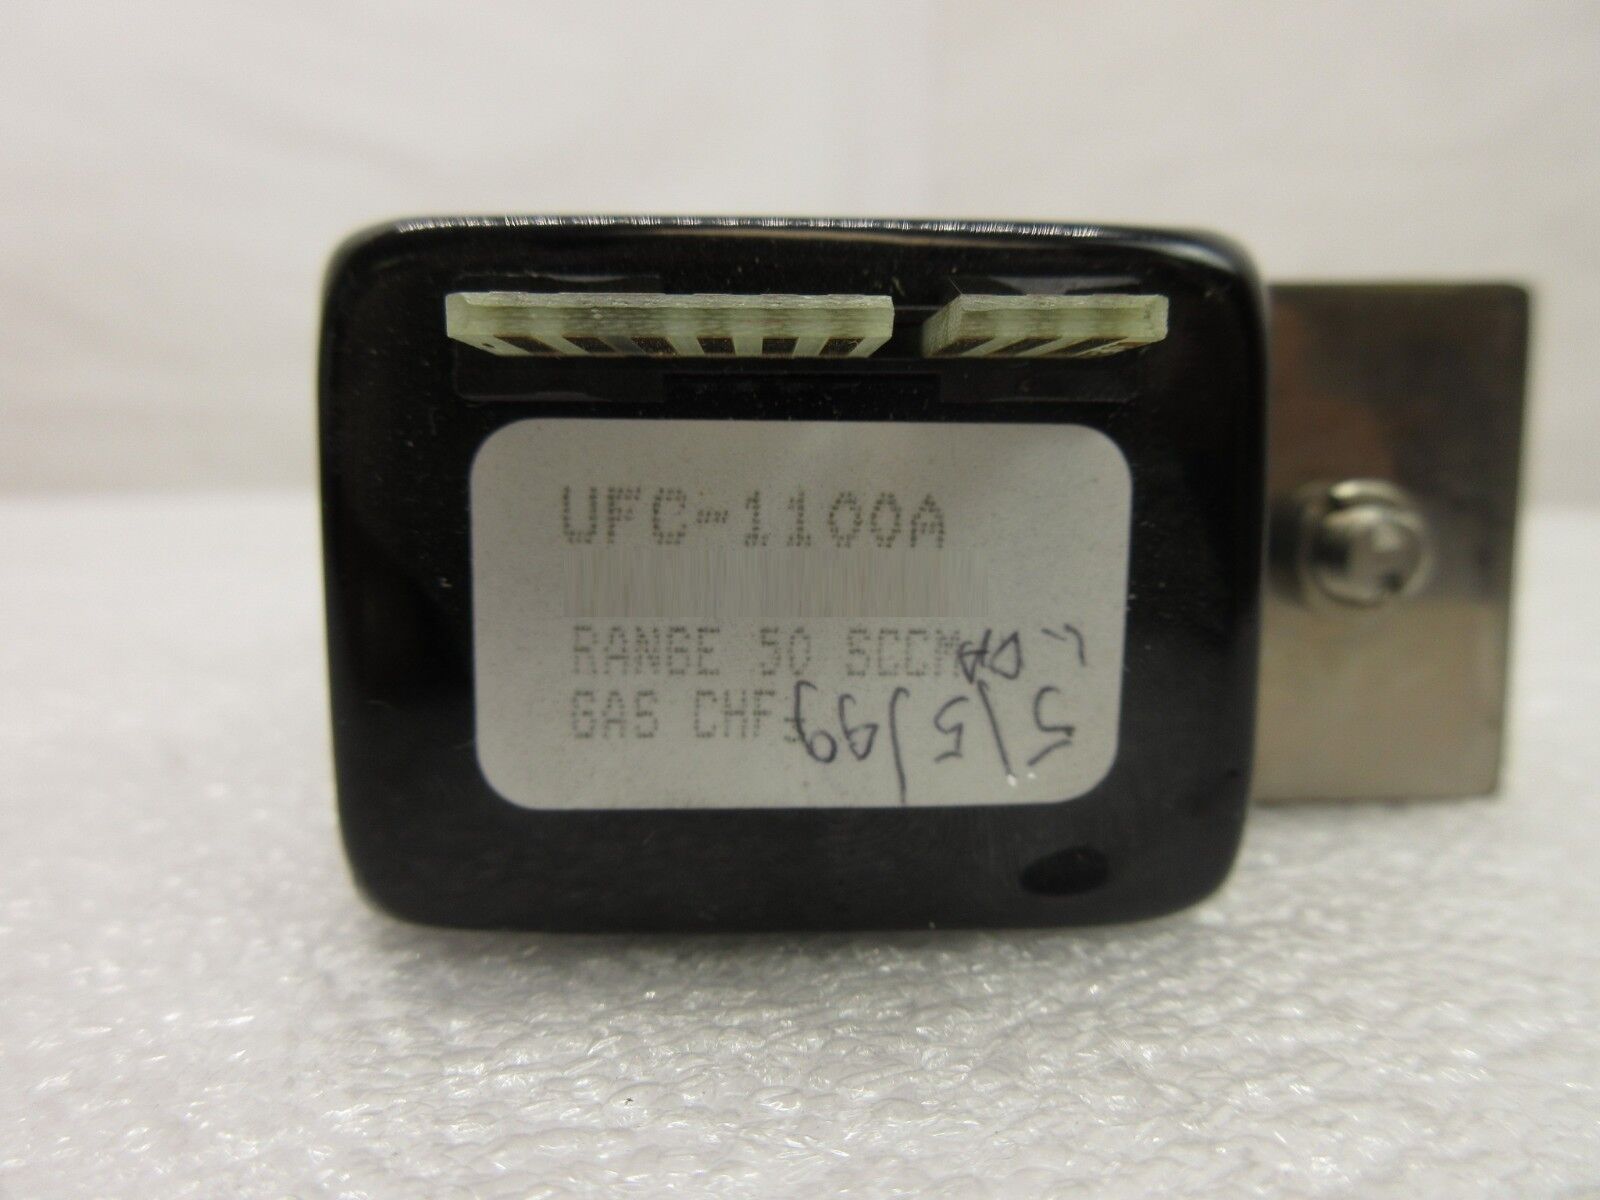 UFC-1100A
RANGE 50 SCCM
GAS CHF3
5/5/99